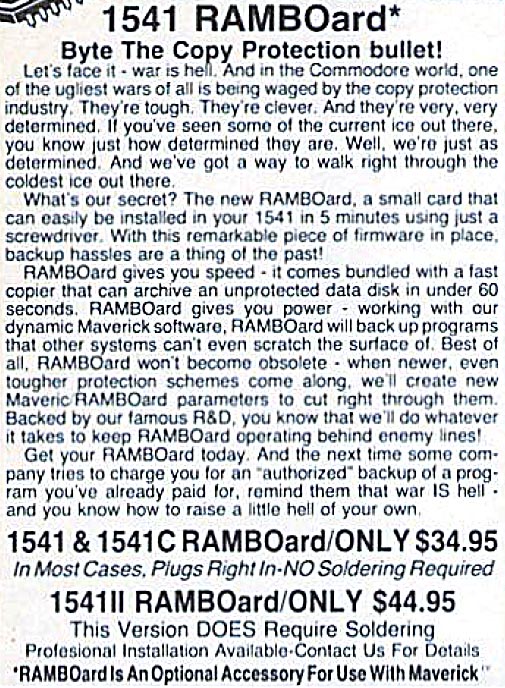 1541 RAMBOard*
Byte The Copy Protection bullet!
Let's face it - war is hell. And in the Commodore world, one
of the ugliest wars of all is being waged by the copy protection
industry. They're tough. They're clever. And they're very, very
determined. If you've seen some of the current ice out there,
you know just how determined they are. Well, we're just as
determined. And we've got a way to walk right through the
coldest ice out there.
What's our secret? The new RAMBOard, a small card that
can easily be installed in your 1541 in 5 minutes using just a
screwdriver. With this remarkable piece of firmware in place,
backup hassles are a thing of the past!
RAMBOard gives you speed - it comes bundled with a fast
copier that can archive an unprotected data disk in under 60
seconds. RAMBOard gives you power - working with our
dynamic Maverick software, RAMBOard will back up programs
that other systems can't even scratch the surface of. Best of
all, RAMBOard won't become obsolete - when newer, even
tougher protection schemes come along, we'll create new
Maveric/RAMBOard parameters to cut right through them.
Backed by our famous R&D, you know that we'll do whatever
it takes to keep RAMBOard operating behind enemy lines!
Get your RAMBOard today. And the next time some com-
pany tries to charge you for an "authorized" backup of a prog-
ram you've already paid for, remind them that war IS hell -
and you know how to raise a little hell of your own.
1541 & 1541C RAMBOard/ONLY $34.95
In Most Cases, Plugs Right In-NO Soldering Required
1541II RAMBOard/ONLY $44.95
This Version DOES Require Soldering
Profesional Installation Available-Contact Us For Details
*RAMBOard Is An Optional Accessory For Use With Maverick™